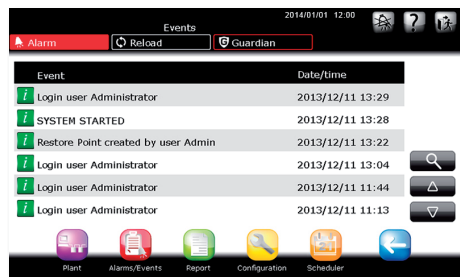 Events
2014/01/01 12:00
?
Alarm
Reload
G Guardian
Event Date/time
i Login user Administrator 2013/12/11 13:29
i SYSTEM STARTED 2013/12/11 13:28
i Restore Point created by user Admin 2013/12/11 13:22
i Login user Administrator 2013/12/11 13:04
i Login user Administrator 2013/12/11 11:44
i Login user Administrator 2013/12/11 11:13
Plant Alarms/Events Report Configuration Scheduler